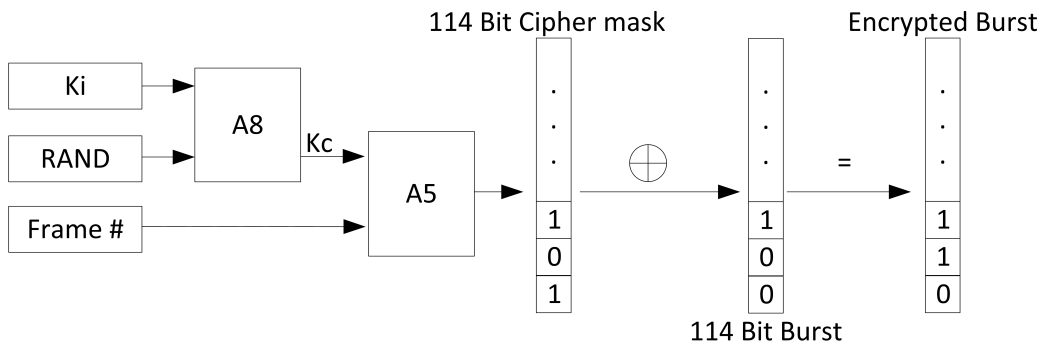 114 Bit Cipher mask
Encrypted Burst
Ki
RAND
Frame #
A8
Kc
A5
.
.
.
1
0
1
.
.
.
1
0
0
=
.
.
.
1
1
0
114 Bit Burst